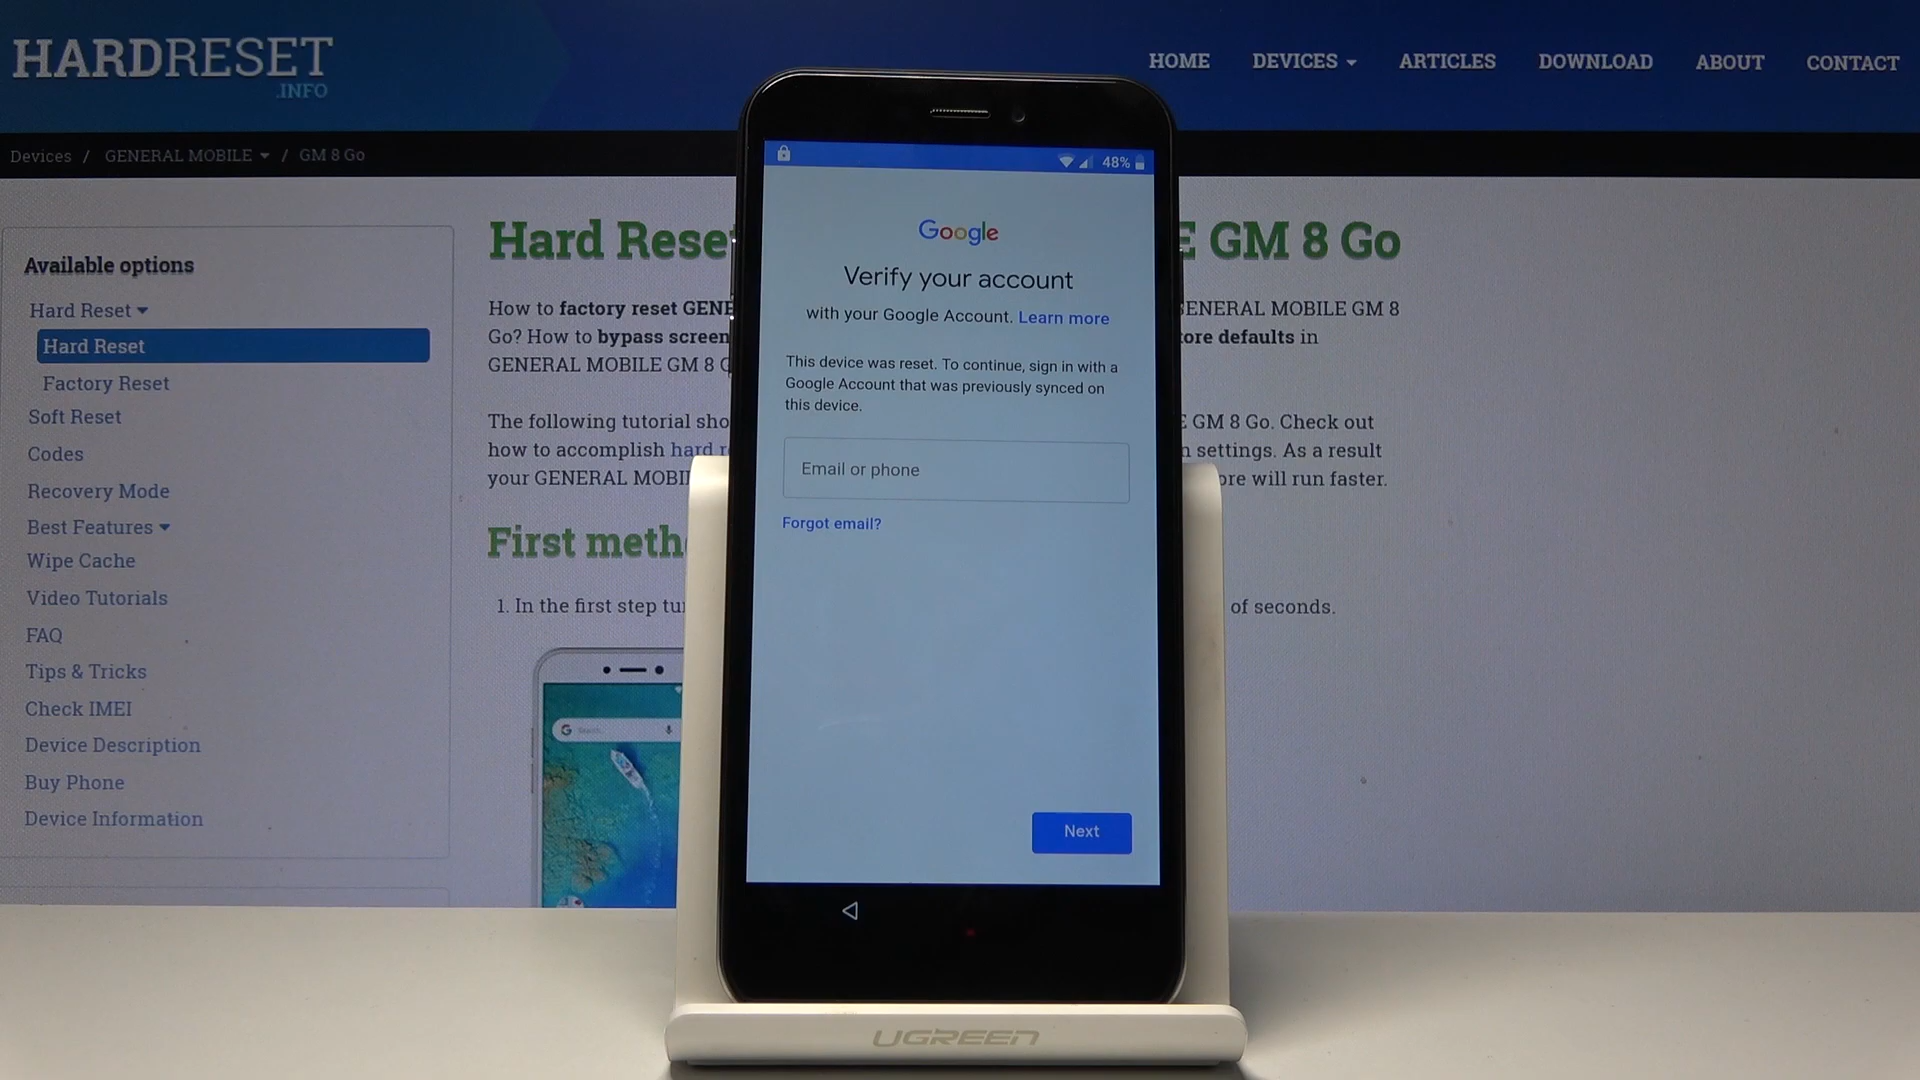 HARDRESET
.INFO
HOME DEVICES ARTICLES DOWNLOAD ABOUT CONTACT
Devices / GENERAL MOBILE / GM 8 Go
Available options
Hard Reset
Hard Reset
Factory Reset
Soft Reset
Codes
Recovery Mode
Best Features
Wipe Cache
Video Tutorials
FAQ
Tips & Tricks
Check IMEI
Device Description
Buy Phone
Device Information
Hard Reset E GM 8 Go
How to factory reset GENE ENERAL MOBILE GM 8
Go? How to bypass screen ore defaults in
GENERAL MOBILE GM 8 G
The following tutorial sho GM 8 Go. Check out
how to accomplish hard r n settings. As a result
your GENERAL MOBI ore will run faster.
First meth
1. In the first step tu of seconds.
48%
Google
Verify your account
with your Google Account. Learn more
This device was reset. To continue, sign in with a
Google Account that was previously synced on
this device.
Email or phone
Forgot email?
Next
G Search..
UGREEN